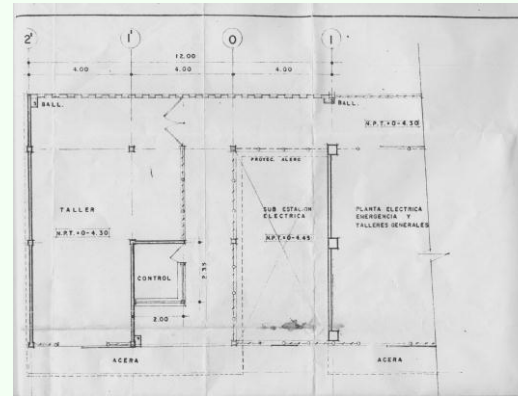 2' 1' 0 1
12.00
4.00 4.00 4.00
BALL. BALL.
N.P.T.=0-4.30
PROYEC. ALERO
TALLER
N.P.T.=0-4.30
SUB ESTACION
ELECTRICA
N.P.T.=0-4.45
PLANTA ELECTRICA
EMERGENCIA Y
TALLERES GENERALES
CONTROL
2.35
2.00
ACERA ACERA